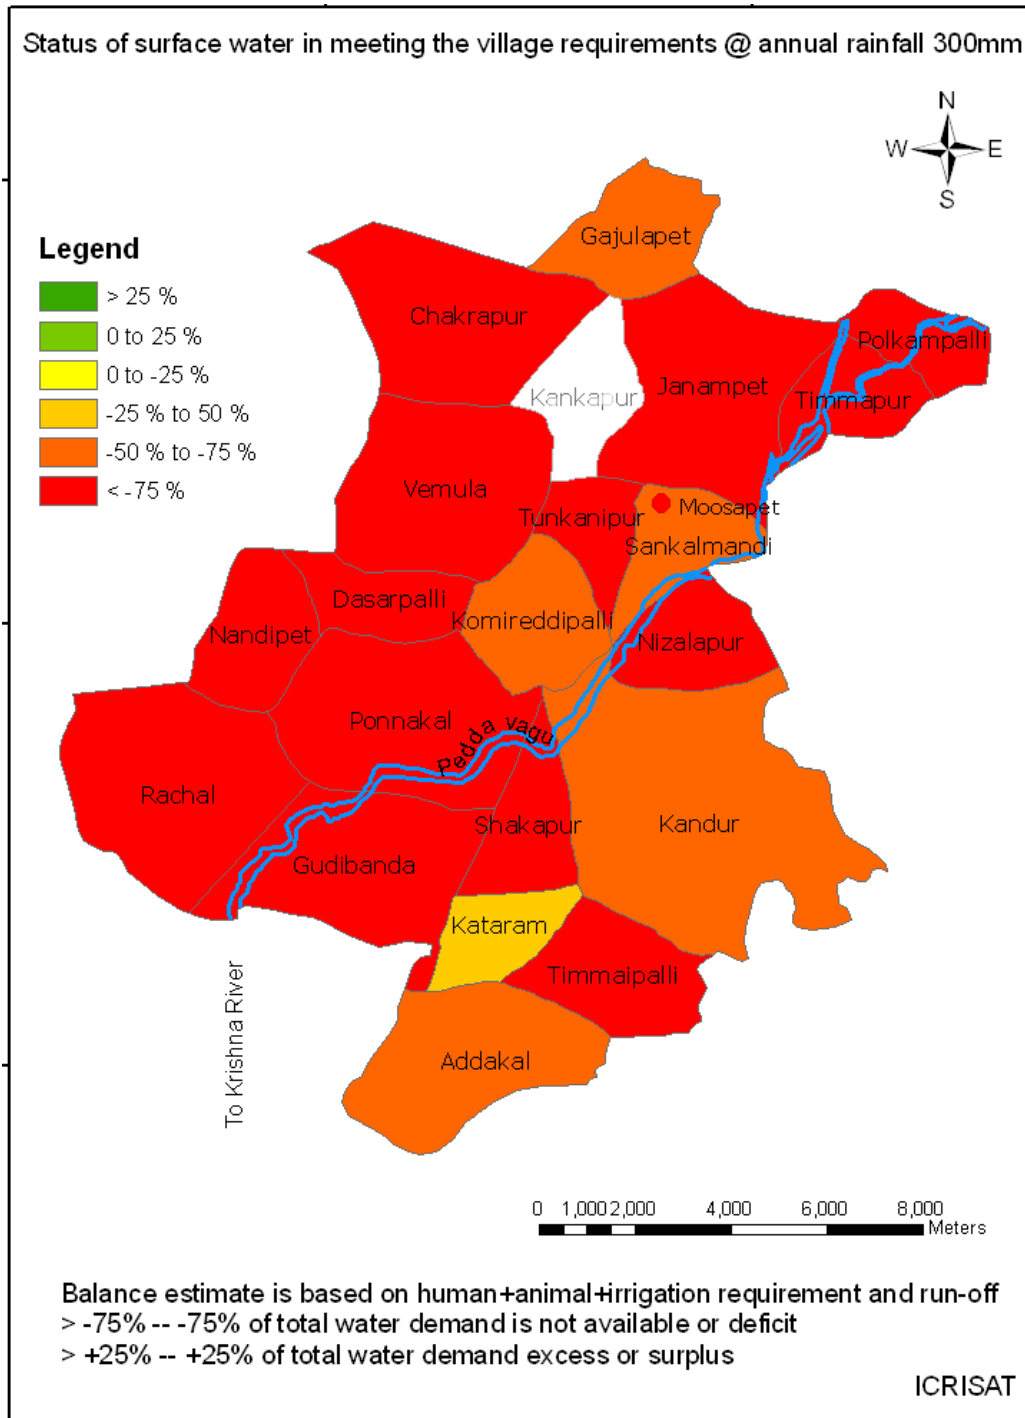 Status of surface water in meeting the village requirements @ annual rainfall 300mm
N
W E
S
Gajulapet
Legend
> 25 %
0 to 25 %
0 to -25 %
-25 % to 50 %
-50 % to -75 %
< -75 %
Chakrapur
Polkampalli
Kankapur
Janampet
Timmapur
Vemula
Tunkanipur
Moosapet
Sankalmandi
Dasarpalli
Komireddipalli
Nandipet
Nizalapur
Ponnakal
Pedda vagu
Rachal
Shakapur
Kandur
Gudibanda
Kataram
Timmaipalli
To Krishna River
Addakal
0 1,000 2,000 4,000 6,000 8,000
Meters
Balance estimate is based on human+animal+irrigation requirement and run-off
> -75% -- -75% of total water demand is not available or deficit
> +25% -- +25% of total water demand excess or surplus
ICRISAT